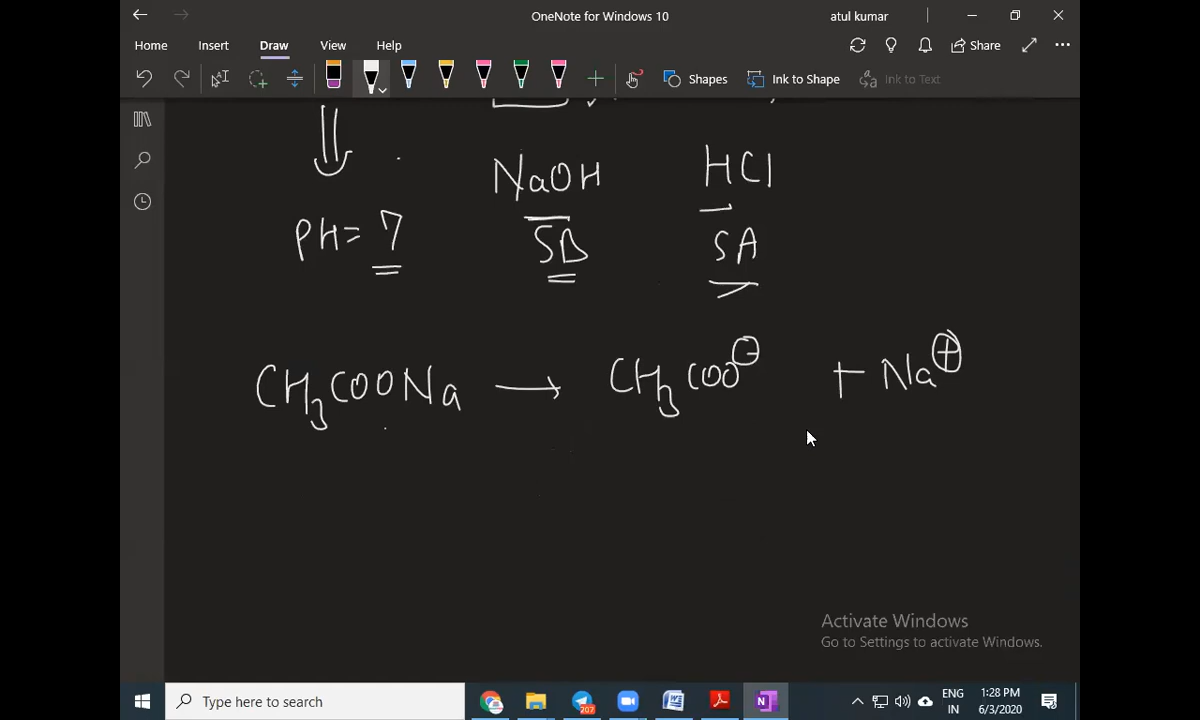 OneNote for Windows 10
atul kumar
Home Insert Draw View Help
Share
Shapes Ink to Shape Ink to Text
NaOH HCl
PH= 7 SB SA
CH3COONa → CH3COO⊖ + Na⊕
Activate Windows
Go to Settings to activate Windows.
Type here to search
207
ENG
IN
1:28 PM
6/3/2020